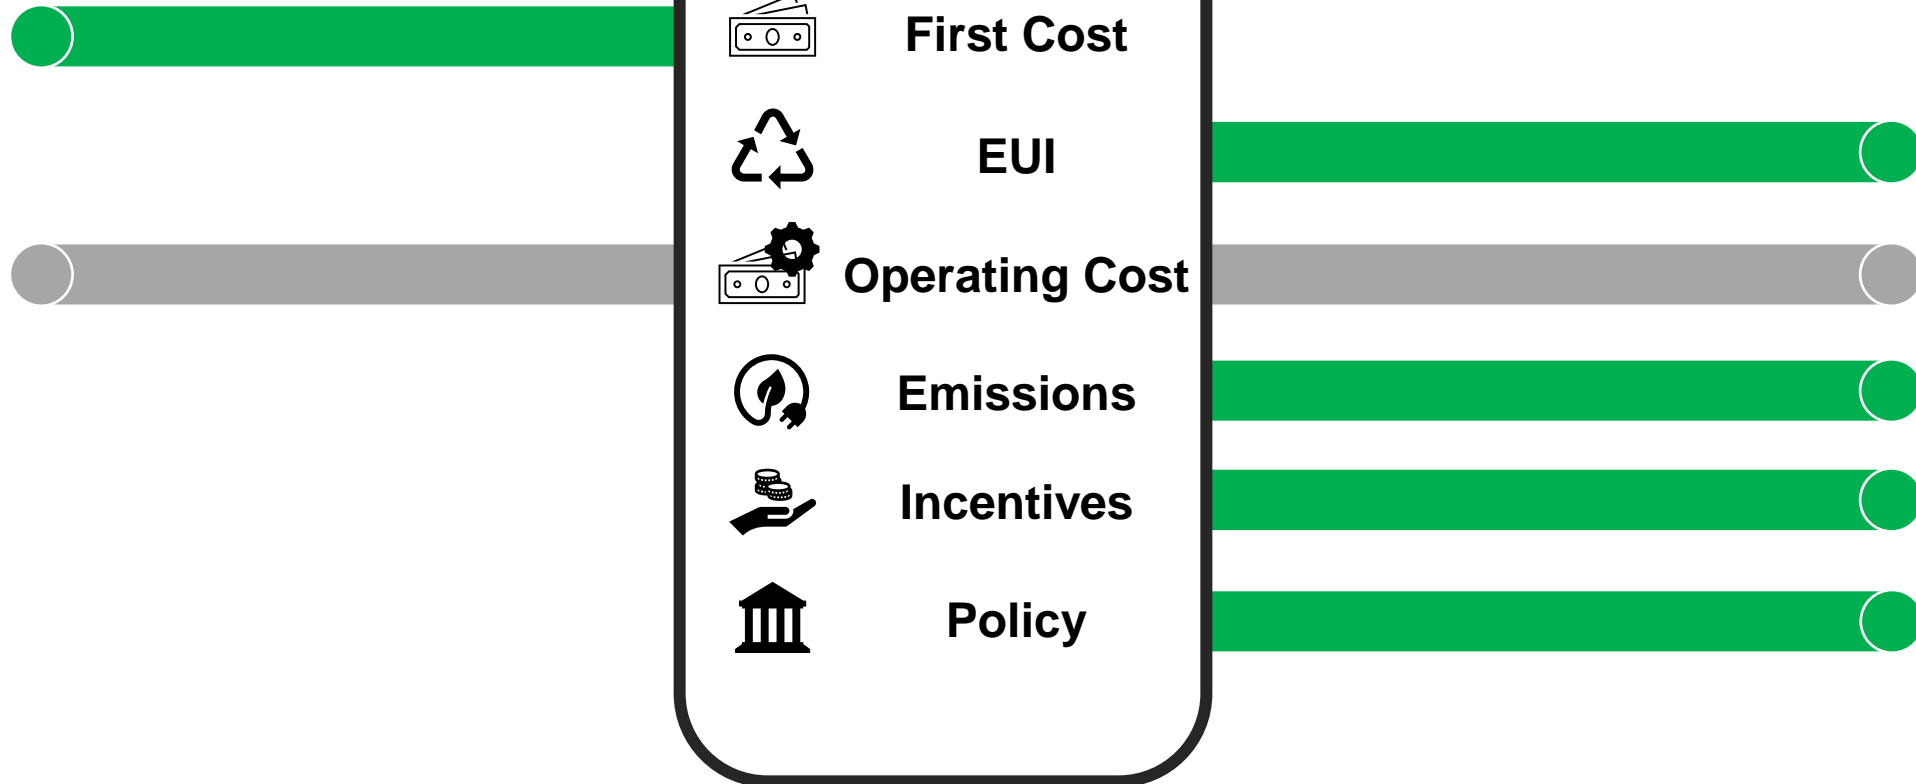 First Cost
EUI
Operating Cost
Emissions
Incentives
Policy